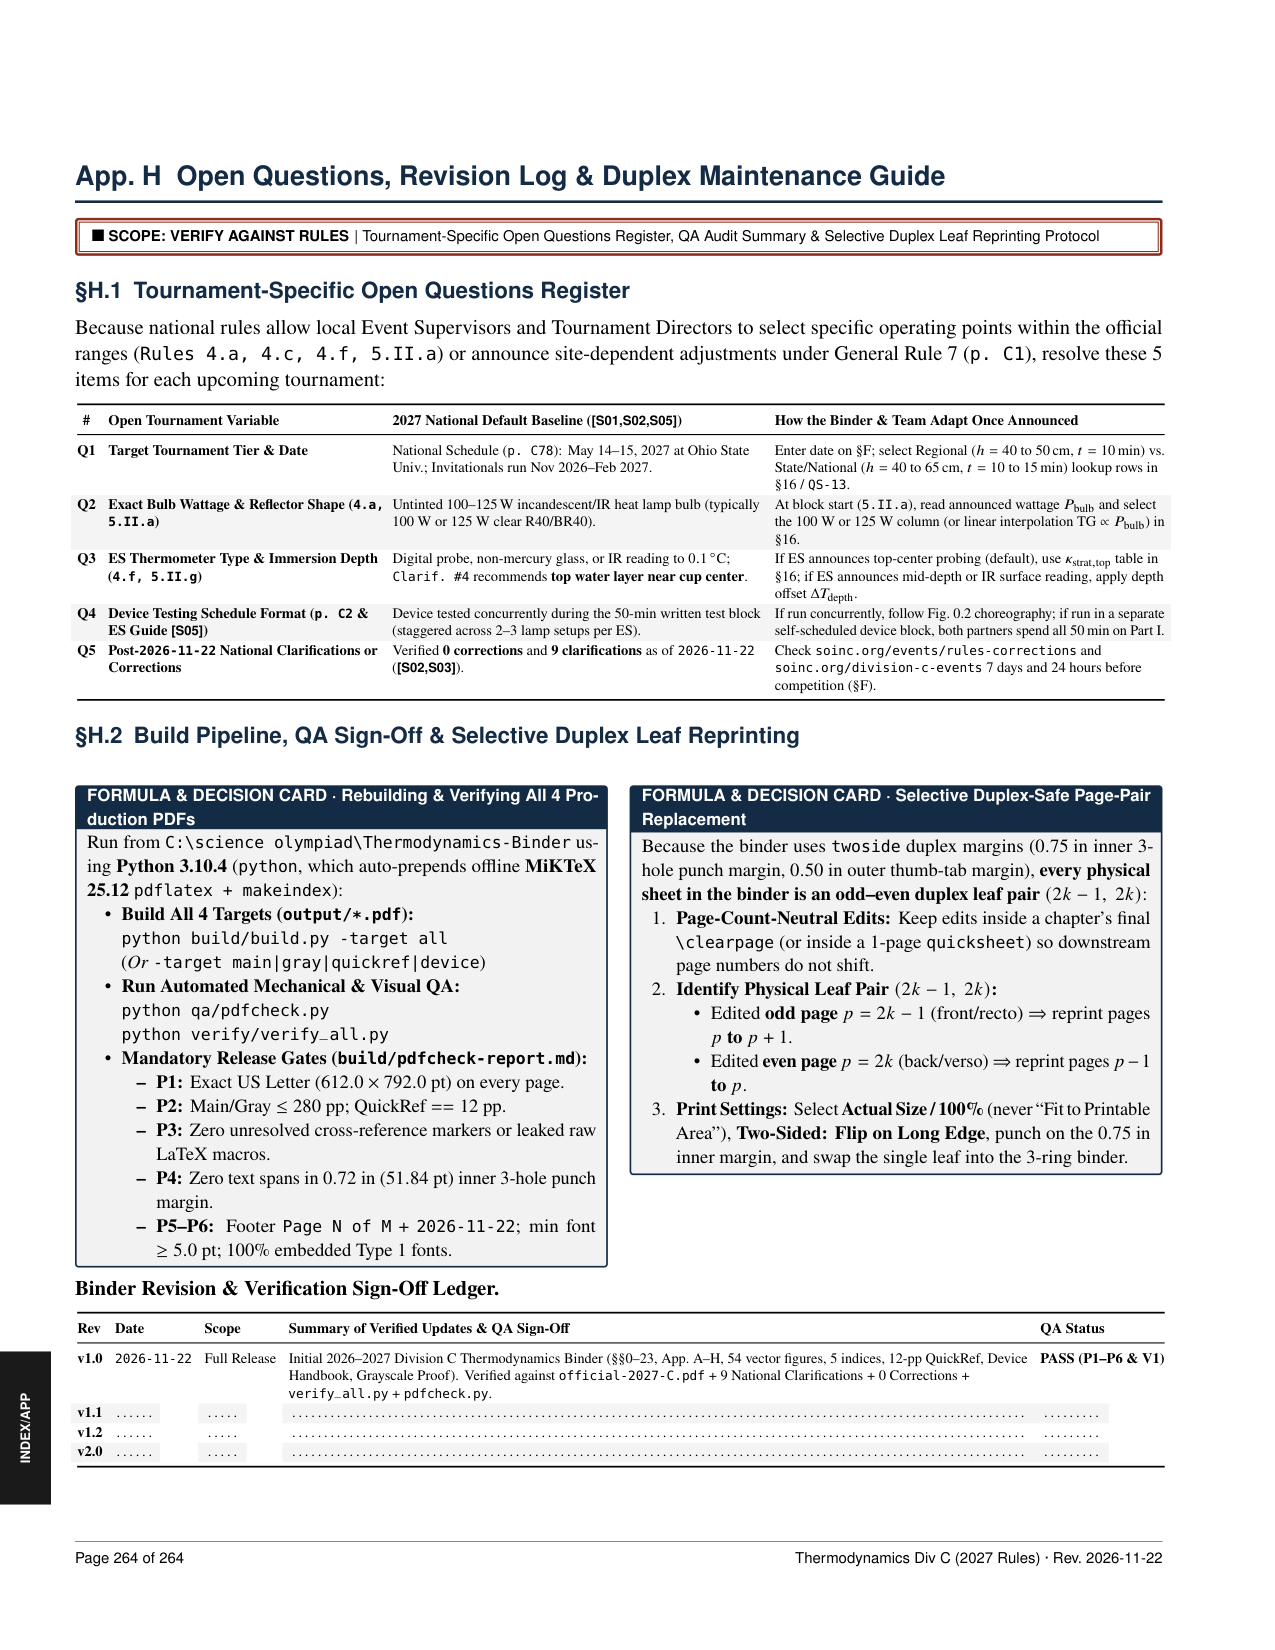 App. H Open Questions, Revision Log & Duplex Maintenance Guide
■ SCOPE: VERIFY AGAINST RULES | Tournament-Specific Open Questions Register, QA Audit Summary & Selective Duplex Leaf Reprinting Protocol
§H.1 Tournament-Specific Open Questions Register
Because national rules allow local Event Supervisors and Tournament Directors to select specific operating points within the official
ranges (Rules 4.a, 4.c, 4.f, 5.II.a) or announce site-dependent adjustments under General Rule 7 (p. C1), resolve these 5
items for each upcoming tournament:
# Open Tournament Variable 2027 National Default Baseline ([S01,S02,S05]) How the Binder & Team Adapt Once Announced
Q1 Target Tournament Tier & Date National Schedule (p. C78): May 14–15, 2027 at Ohio State Enter date on §F; select Regional (h = 40 to 50 cm, t = 10 min) vs.
Univ.; Invitationals run Nov 2026–Feb 2027. State/National (h = 40 to 65 cm, t = 10 to 15 min) lookup rows in
§16 / QS-13.
Q2 Exact Bulb Wattage & Reflector Shape (4.a, Untinted 100–125 W incandescent/IR heat lamp bulb (typically At block start (5.II.a), read announced wattage P_bulb and select
5.II.a) 100 W or 125 W clear R40/BR40). the 100 W or 125 W column (or linear interpolation TG ∝ P_bulb) in
§16.
Q3 ES Thermometer Type & Immersion Depth Digital probe, non-mercury glass, or IR reading to 0.1 °C; If ES announces top-center probing (default), use κ_strat,top table in
(4.f, 5.II.g) Clarif. #4 recommends top water layer near cup center. §16; if ES announces mid-depth or IR surface reading, apply depth
offset ΔT_depth.
Q4 Device Testing Schedule Format (p. C2 & Device tested concurrently during the 50-min written test block If run concurrently, follow Fig. 0.2 choreography; if run in a separate
ES Guide [S05]) (staggered across 2–3 lamp setups per ES). self-scheduled device block, both partners spend all 50 min on Part I.
Q5 Post-2026-11-22 National Clarifications or Verified 0 corrections and 9 clarifications as of 2026-11-22 Check soinc.org/events/rules-corrections and
Corrections ([S02,S03]). soinc.org/division-c-events 7 days and 24 hours before
competition (§F).
§H.2 Build Pipeline, QA Sign-Off & Selective Duplex Leaf Reprinting
FORMULA & DECISION CARD · Rebuilding & Verifying All 4 Pro-
duction PDFs
Run from C:\science olympiad\Thermodynamics-Binder us-
ing Python 3.10.4 (python, which auto-prepends offline MiKTeX
25.12 pdflatex + makeindex):
• Build All 4 Targets (output/*.pdf):
python build/build.py -target all
(Or -target main|gray|quickref|device)
• Run Automated Mechanical & Visual QA:
python qa/pdfcheck.py
python verify/verify_all.py
• Mandatory Release Gates (build/pdfcheck-report.md):
– P1: Exact US Letter (612.0 × 792.0 pt) on every page.
– P2: Main/Gray ≤ 280 pp; QuickRef == 12 pp.
– P3: Zero unresolved cross-reference markers or leaked raw
LaTeX macros.
– P4: Zero text spans in 0.72 in (51.84 pt) inner 3-hole punch
margin.
– P5–P6: Footer Page N of M + 2026-11-22; min font
≥ 5.0 pt; 100% embedded Type 1 fonts.
FORMULA & DECISION CARD · Selective Duplex-Safe Page-Pair
Replacement
Because the binder uses twoside duplex margins (0.75 in inner 3-
hole punch margin, 0.50 in outer thumb-tab margin), every physical
sheet in the binder is an odd–even duplex leaf pair (2k − 1, 2k):
1. Page-Count-Neutral Edits: Keep edits inside a chapter's final
\clearpage (or inside a 1-page quicksheet) so downstream
page numbers do not shift.
2. Identify Physical Leaf Pair (2k − 1, 2k):
• Edited odd page p = 2k − 1 (front/recto) ⇒ reprint pages
p to p + 1.
• Edited even page p = 2k (back/verso) ⇒ reprint pages p − 1
to p.
3. Print Settings: Select Actual Size / 100% (never “Fit to Printable
Area”), Two-Sided: Flip on Long Edge, punch on the 0.75 in
inner margin, and swap the single leaf into the 3-ring binder.
Binder Revision & Verification Sign-Off Ledger.
Rev Date Scope Summary of Verified Updates & QA Sign-Off QA Status
v1.0 2026-11-22 Full Release Initial 2026–2027 Division C Thermodynamics Binder (§§0–23, App. A–H, 54 vector figures, 5 indices, 12-pp QuickRef, Device PASS (P1–P6 & V1)
Handbook, Grayscale Proof). Verified against official-2027-C.pdf + 9 National Clarifications + 0 Corrections +
verify_all.py + pdfcheck.py.
v1.1
v1.2
v2.0
INDEX/APP
Page 264 of 264 Thermodynamics Div C (2027 Rules) · Rev. 2026-11-22